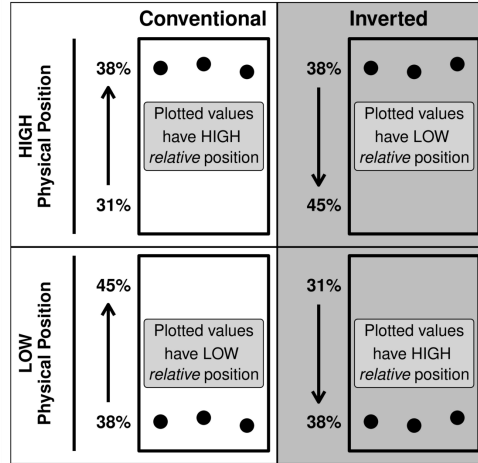 Conventional
Inverted
HIGH
Physical Position
38%
31%
Plotted values
have HIGH
relative position
38%
45%
Plotted values
have LOW
relative position
LOW
Physical Position
45%
38%
Plotted values
have LOW
relative position
31%
38%
Plotted values
have HIGH
relative position